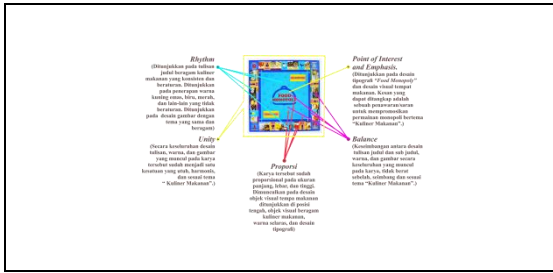 Rhythm
(Ditunjukkan pada tulisan
judul beragam kuliner
makanan yang konsisten dan
beraturan. Ditunjukkan
pada penerapan warna
kuning emas, biru, merah,
dan lain-lain yang tidak
beraturan. Ditunjukkan
pada desain gambar dengan
tema yang sama dan
beragam)
Unity
(Secara keseluruhan desain
tulisan, warna, dan gambar
yang muncul pada karya
tersebut sudah menjadi satu
kesatuan yang utuh, harmonis,
dan sesuai tema
“ Kuliner Makanan”.)
FOOD
MONOPOLY
Proporsi
(Karya tersebut sudah
proporsional pada ukuran
panjang, lebar, dan tinggi.
Dimunculkan pada desain
objek visual tempa makanan
ditunjukkan di posisi
tengah, objek visual beragam
kuliner makanan,
warna selaras, dan desain
tipografi)
Point of Interest
and Emphasis.
(Ditunjukkan pada desain
tipografi “Food Monopoly”
dan desain visual tempat
makanan. Kesan yang
dapat ditangkap adalah
sebuah penawaran/saran
untuk mempromosikan
permainan monopoli bertema
“Kuliner Makanan”.)
Balance
(Keseimbangan antara desain
tulisan judul dan sub judul,
warna, dan gambar secara
keseluruhan yang muncul
pada karya, tidak berat
sebelah, seimbang dan sesuai
tema “Kuliner Makanan”.)